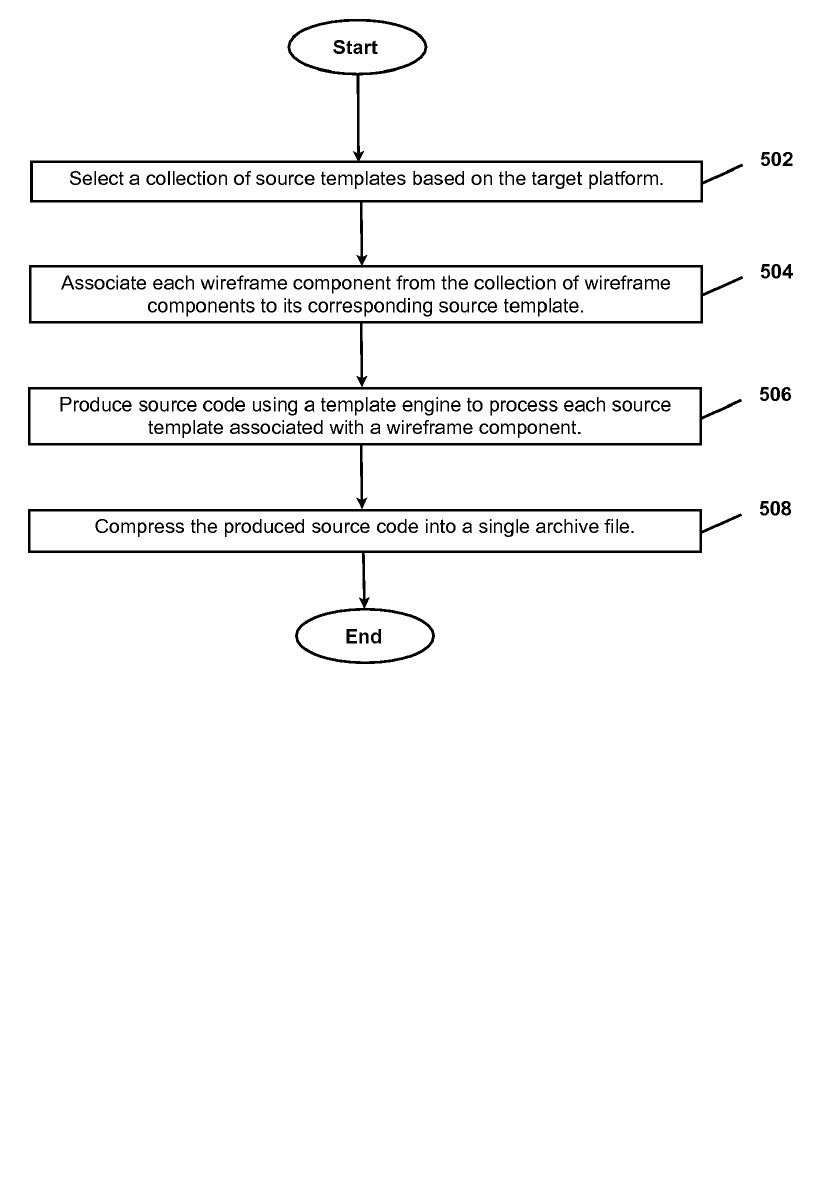 Start
502
Select a collection of source templates based on the target platform.
504
Associate each wireframe component from the collection of wireframe
components to its corresponding source template.
506
Produce source code using a template engine to process each source
template associated with a wireframe component.
508
Compress the produced source code into a single archive file.
End